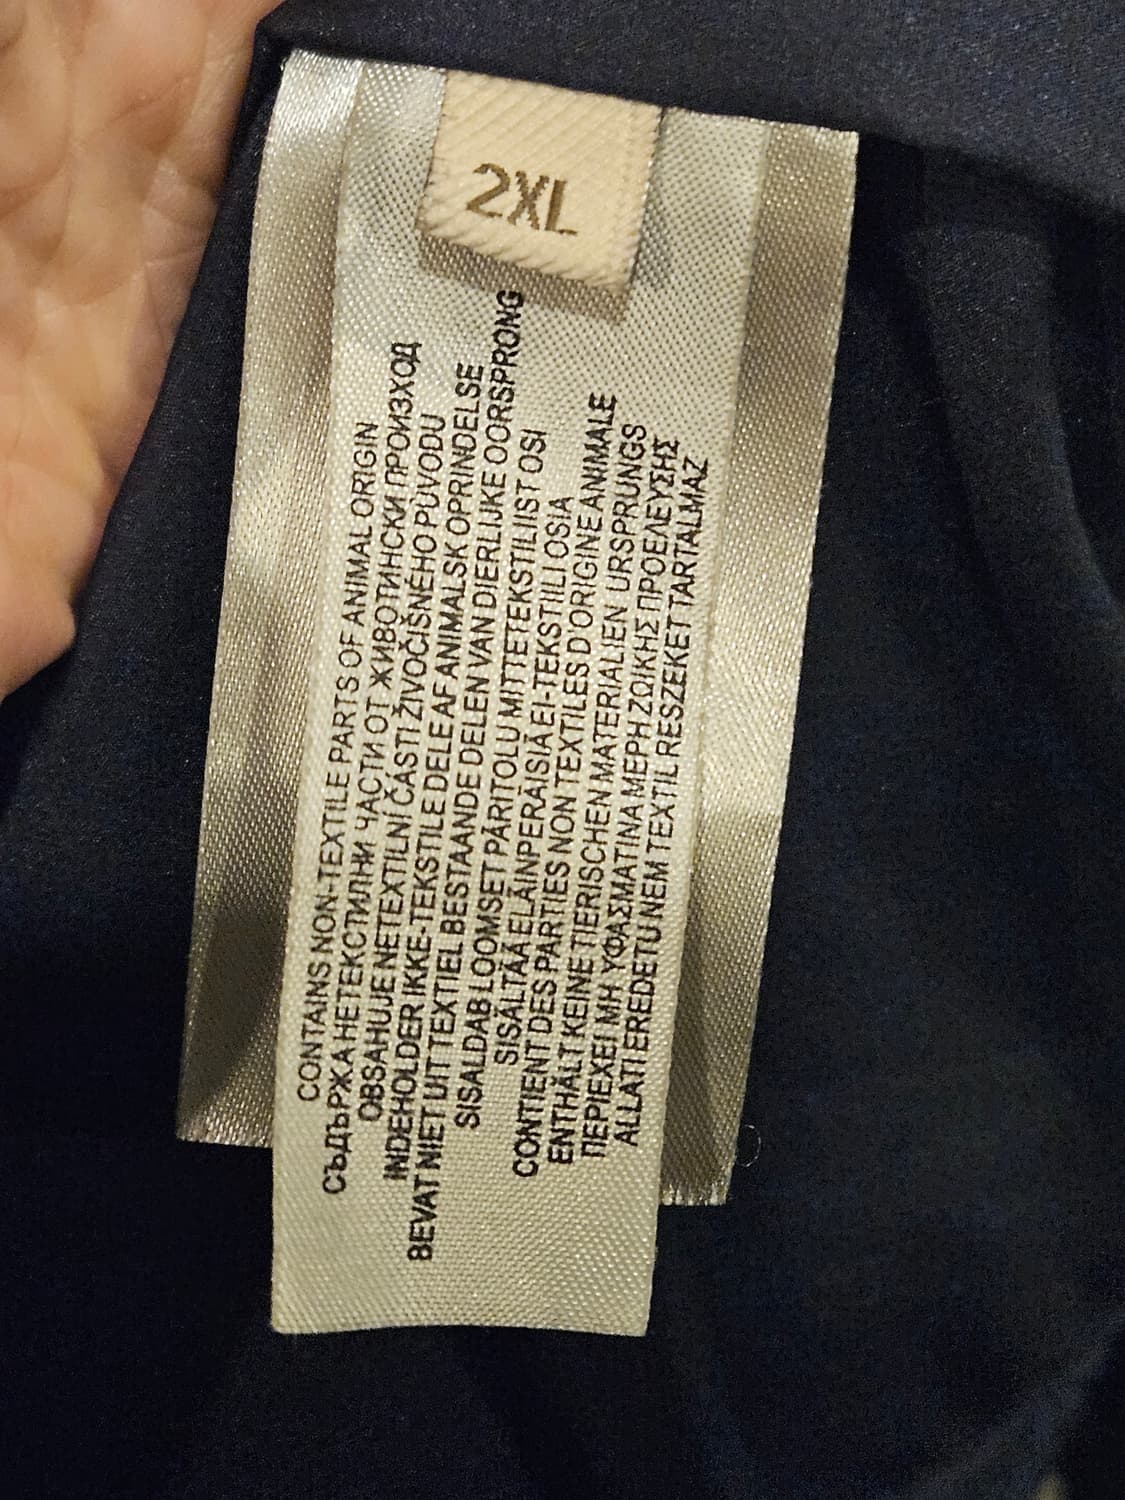 2XL
CONTAINS NON-TEXTILE PARTS OF ANIMAL ORIGIN
СЪДЪРЖА НЕТЕКСТИЛНИ ЧАСТИ ОТ ЖИВОТИНСКИ ПРОИЗХОД
OBSAHUJE NETEXTILNÍ ČÁSTI ŽIVOČIŠNÉHO PŮVODU
INDEHOLDER IKKE-TEKSTILE DELE AF ANIMALSK OPRINDELSE
BEVAT NIET UIT TEXTIEL BESTAANDE DELEN VAN DIERLIJKE OORSPRONG
SISALDAB LOOMSET PÄRITOLU MITTETEKSTILIIST OSI
SISÄLTÄÄ ELÄINPERÄISIÄ EI-TEKSTIILI OSIA
CONTIENT DES PARTIES NON TEXTILES D'ORIGINE ANIMALE
ENTHÄLT KEINE TIERISCHEN MATERIALIEN URSPRUNGS
ΠΕΡΙΕΧΕΙ ΜΗ ΥΦΑΣΜΑΤΙΝΑ ΜΕΡΗ ΖΩΙΚΗΣ ΠΡΟΕΛΕΥΣΗΣ
ÁLLATI EREDETŰ NEM TEXTIL RÉSZEKET TARTALMAZ